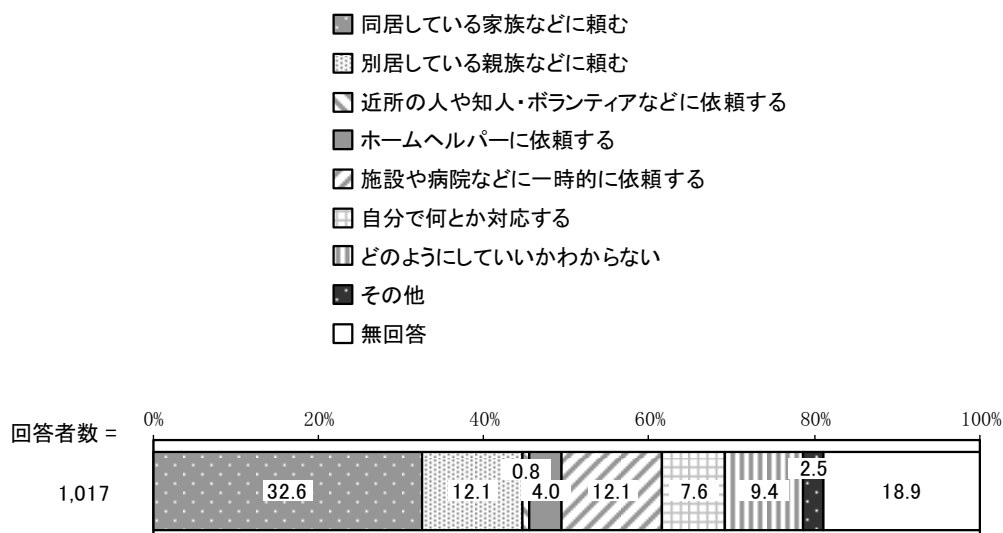 同居している家族などに頼む
別居している親族などに頼む
近所の人や知人・ボランティアなどに依頼する
ホームヘルパーに依頼する
施設や病院などに一時的に依頼する
自分で何とか対応する
どのようにしていいかわからない
その他
無回答
回答者数 =
0% 20% 40% 60% 80% 100%
1,017 32.6 12.1 0.8 4.0 12.1 7.6 9.4 2.5 18.9